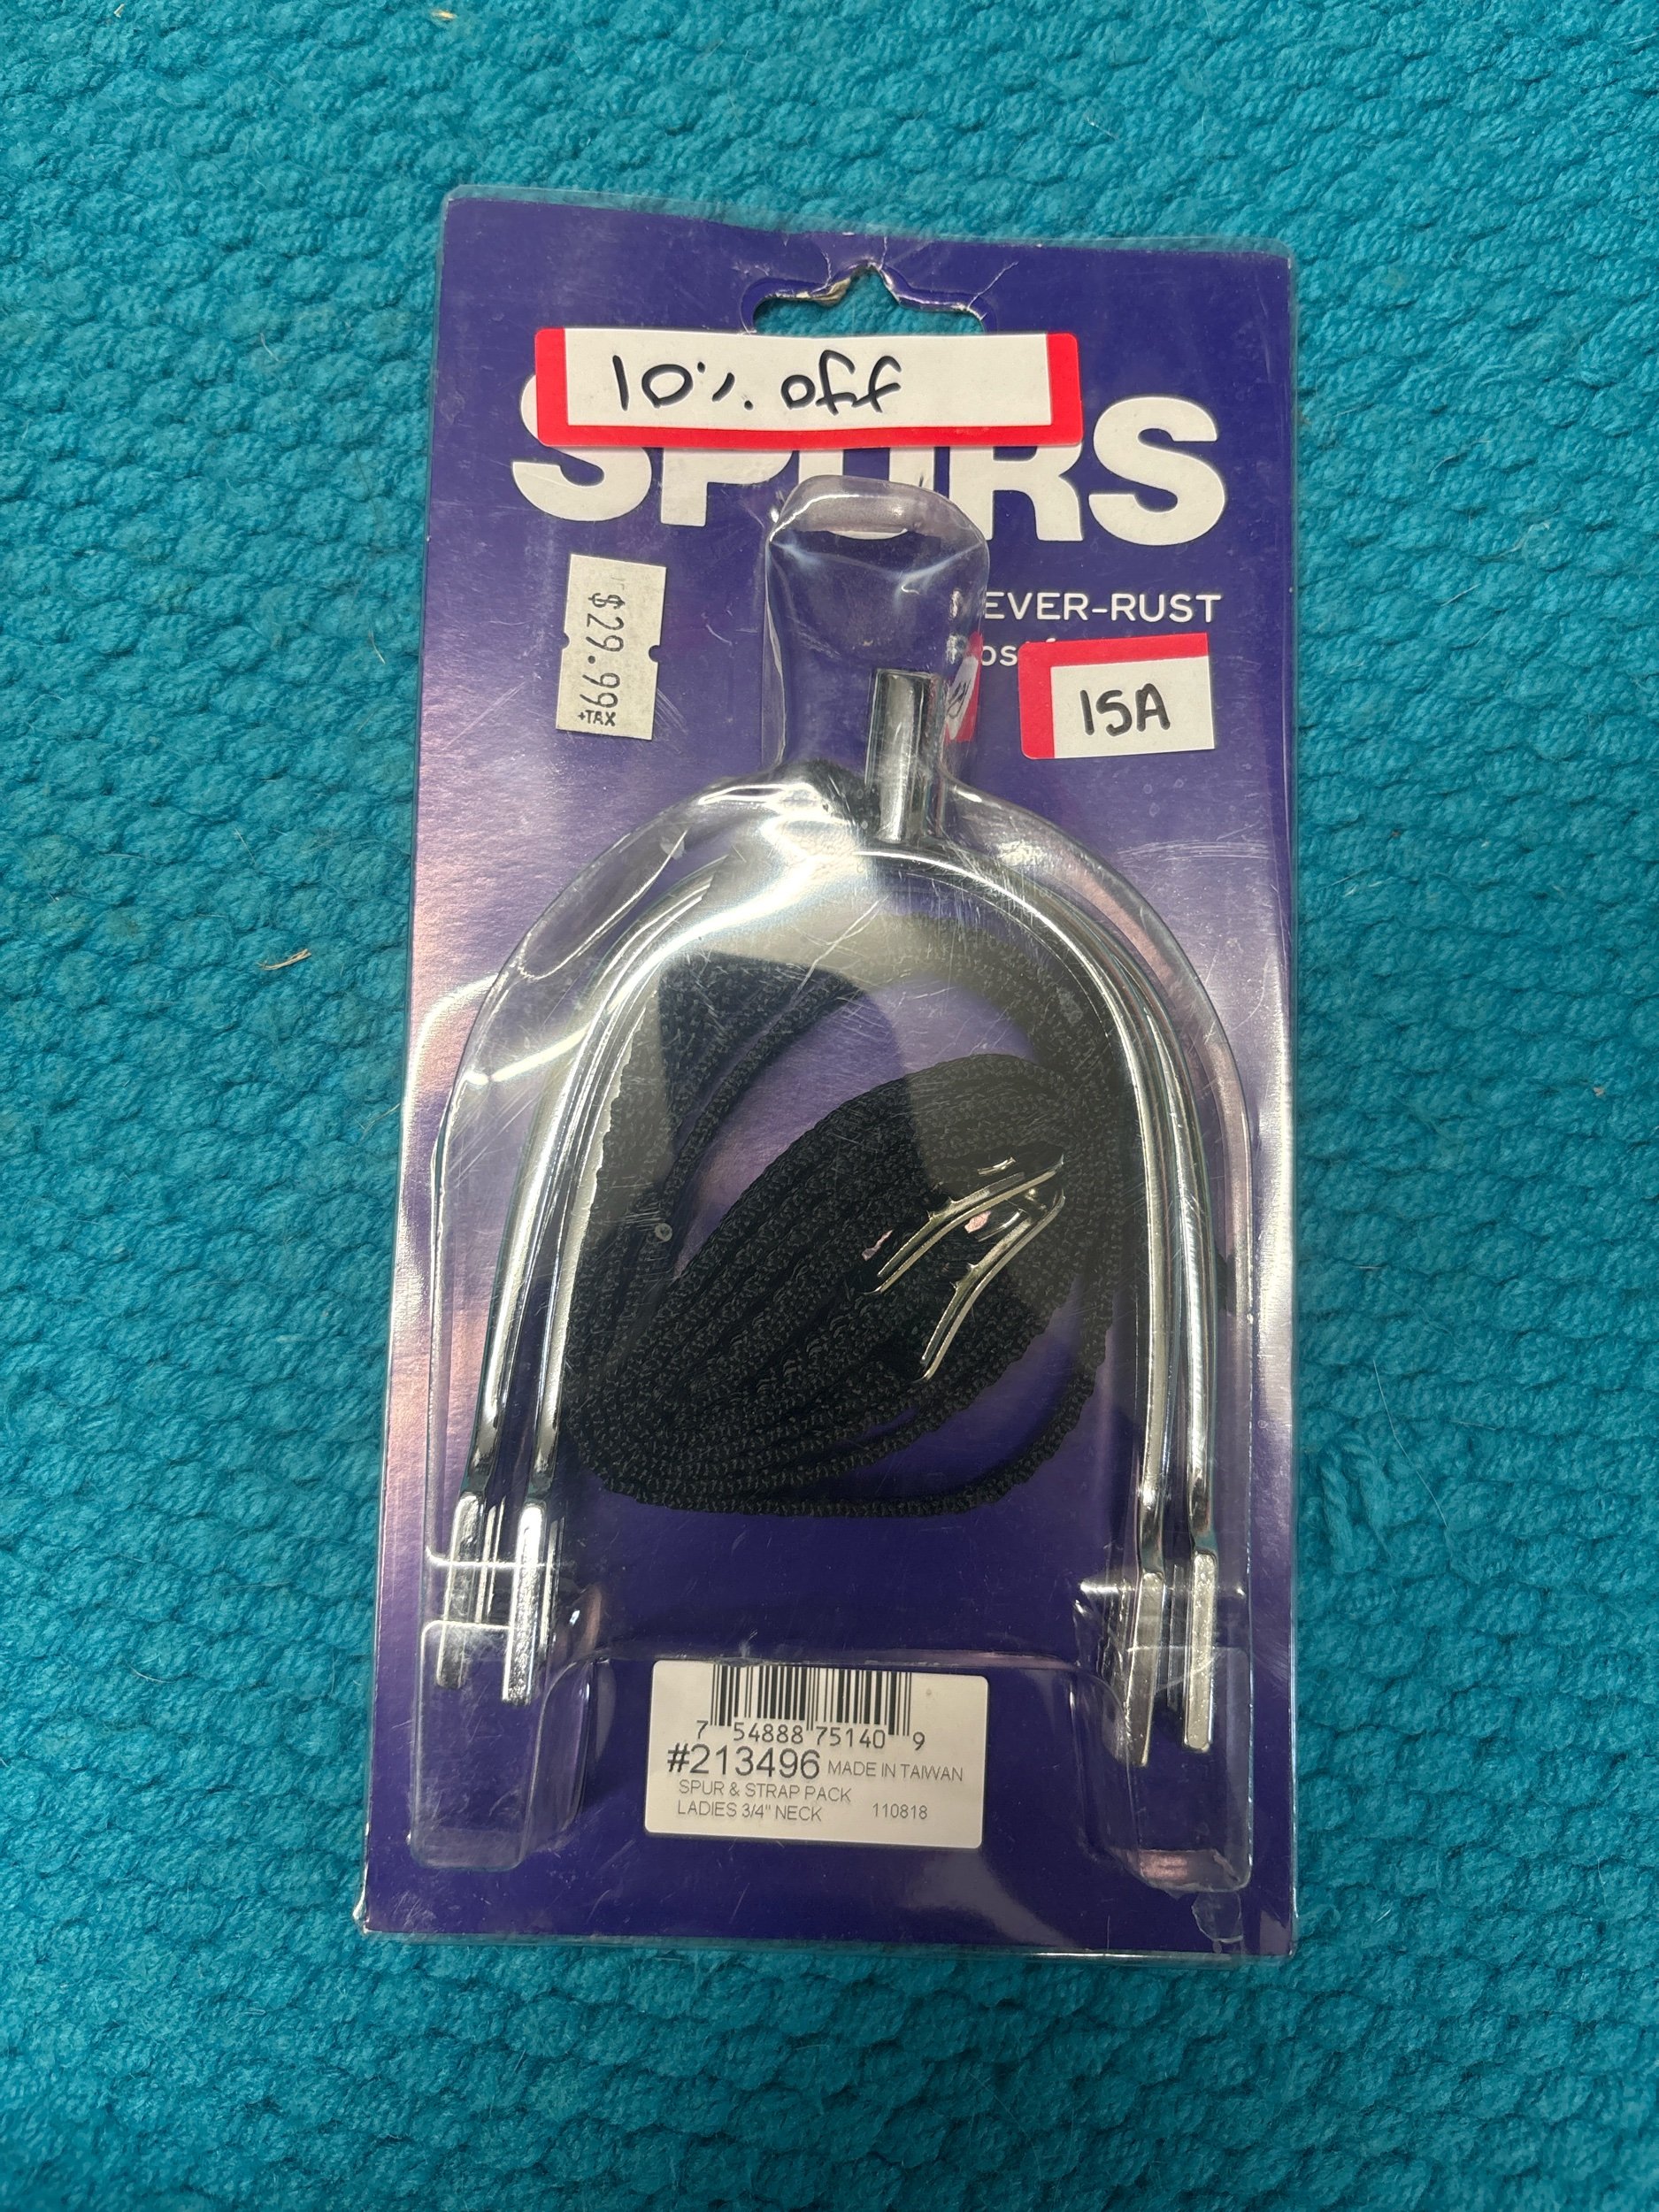 10% off
SPURS
EVER-RUST
$29.99
+TAX
15A
7 54888 75140 9
#213496 MADE IN TAIWAN
SPUR & STRAP PACK
LADIES 3/4" NECK 110818